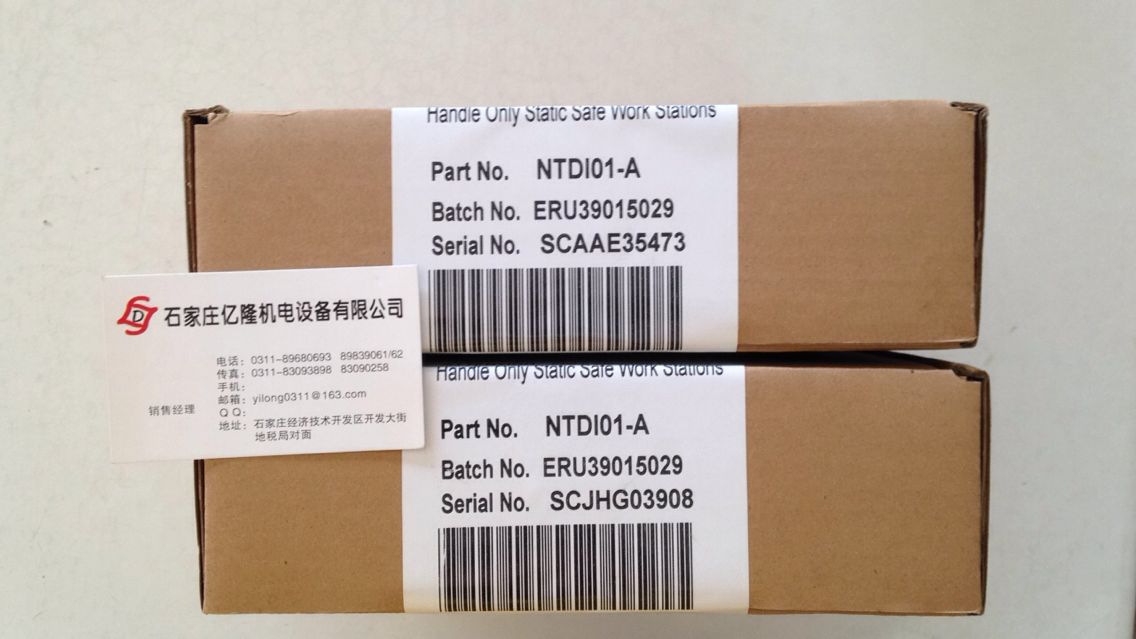 Handle Only Static Safe Work Stations
Part No. NTDI01-A
Batch No. ERU39015029
Serial No. SCAAE35473
石家庄亿隆机电设备有限公司
电话：0311-89680693 89839061/62
传真：0311-83093898 83090258
手机：
邮箱：yilong0311@163.com
销售经理
QQ：
地址：石家庄经济技术开发区开发大街
地税局对面
Handle Only Static Safe Work Stations
Part No. NTDI01-A
Batch No. ERU39015029
Serial No. SCJHG03908